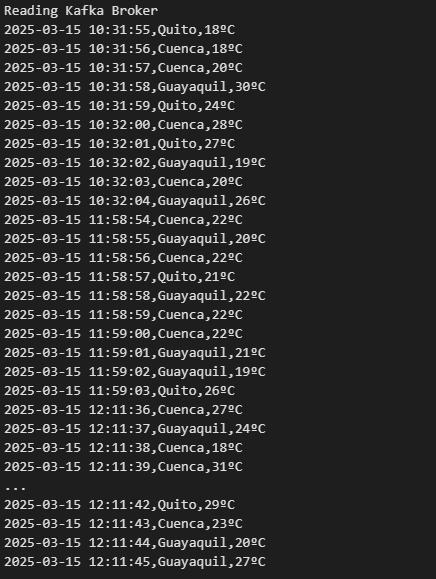 Reading Kafka Broker
2025-03-15 10:31:55,Quito,18ºC
2025-03-15 10:31:56,Cuenca,18ºC
2025-03-15 10:31:57,Cuenca,20ºC
2025-03-15 10:31:58,Guayaquil,30ºC
2025-03-15 10:31:59,Quito,24ºC
2025-03-15 10:32:00,Cuenca,28ºC
2025-03-15 10:32:01,Quito,27ºC
2025-03-15 10:32:02,Guayaquil,19ºC
2025-03-15 10:32:03,Cuenca,20ºC
2025-03-15 10:32:04,Guayaquil,26ºC
2025-03-15 11:58:54,Cuenca,22ºC
2025-03-15 11:58:55,Guayaquil,20ºC
2025-03-15 11:58:56,Cuenca,22ºC
2025-03-15 11:58:57,Quito,21ºC
2025-03-15 11:58:58,Guayaquil,22ºC
2025-03-15 11:58:59,Cuenca,22ºC
2025-03-15 11:59:00,Cuenca,22ºC
2025-03-15 11:59:01,Guayaquil,21ºC
2025-03-15 11:59:02,Guayaquil,19ºC
2025-03-15 11:59:03,Quito,26ºC
2025-03-15 12:11:36,Cuenca,27ºC
2025-03-15 12:11:37,Guayaquil,24ºC
2025-03-15 12:11:38,Cuenca,18ºC
2025-03-15 12:11:39,Cuenca,31ºC
...
2025-03-15 12:11:42,Quito,29ºC
2025-03-15 12:11:43,Cuenca,23ºC
2025-03-15 12:11:44,Guayaquil,20ºC
2025-03-15 12:11:45,Guayaquil,27ºC